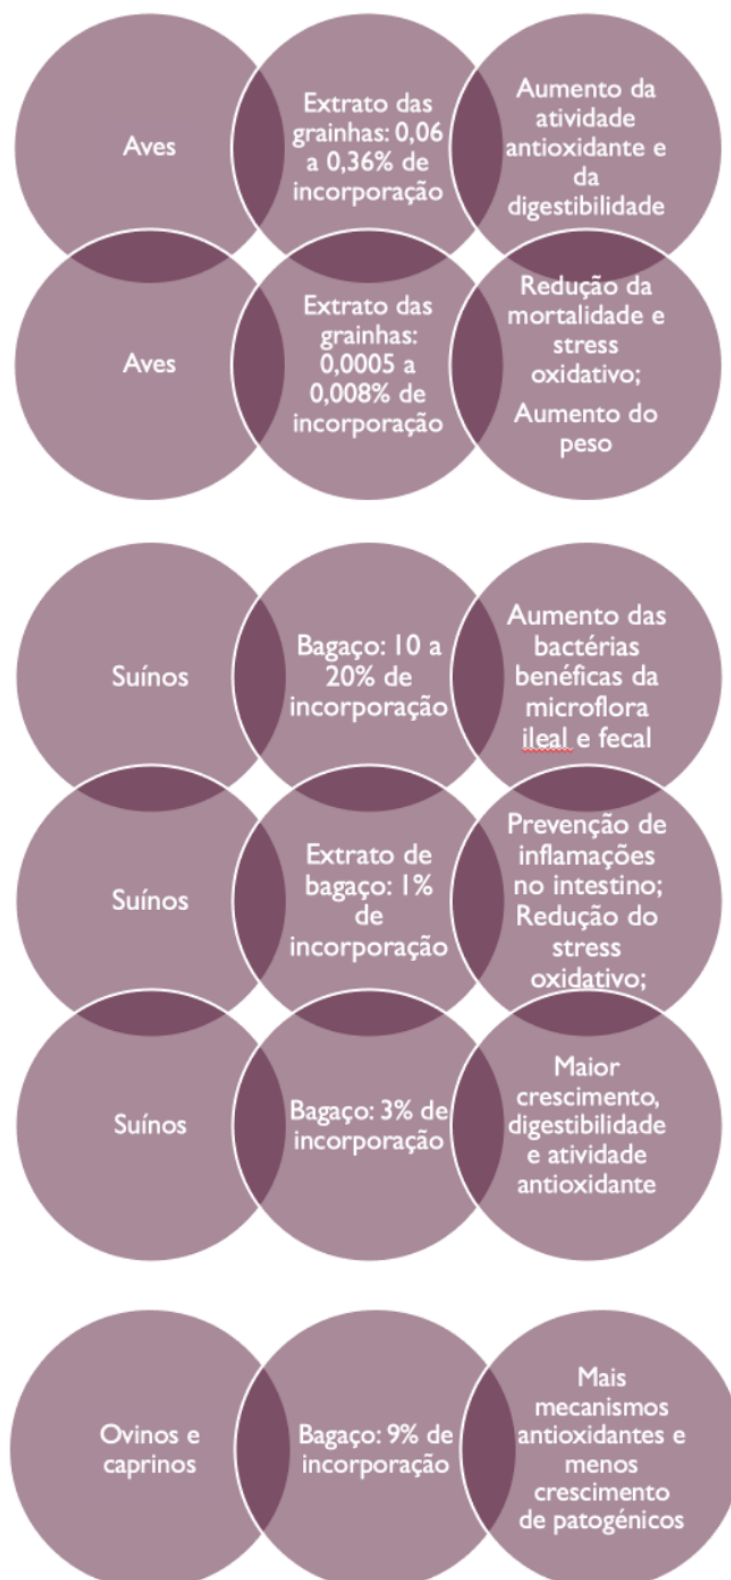 Aves
Extrato das
grainhas: 0,06
a 0,36% de
incorporação
Aumento da
atividade
antioxidante e
da
digestibilidade
Aves
Extrato das
grainhas:
0,0005 a
0,008% de
incorporação
Redução da
mortalidade e
stress
oxidativo;
Aumento do
peso
Suínos
Bagaço: 10 a
20% de
incorporação
Aumento das
bactérias
benéficas da
microflora
ileal e fecal
Suínos
Extrato de
bagaço: 1%
de
incorporação
Prevenção de
inflamações
no intestino;
Redução do
stress
oxidativo;
Suínos
Bagaço: 3% de
incorporação
Maior
crescimento,
digestibilidade
e atividade
antioxidante
Ovinos e
caprinos
Bagaço: 9% de
incorporação
Mais
mecanismos
antioxidantes e
menos
crescimento
de patogénicos